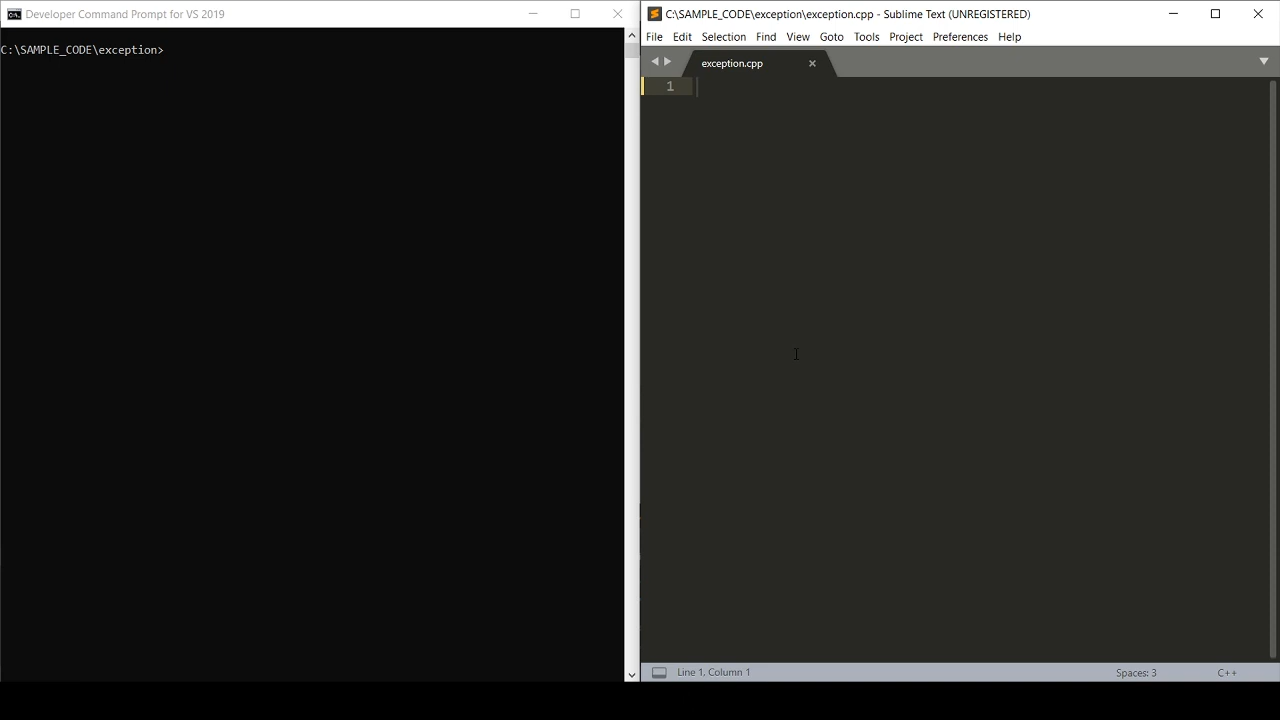 Developer Command Prompt for VS 2019
C:\SAMPLE_CODE\exception>
C:\SAMPLE_CODE\exception\exception.cpp - Sublime Text (UNREGISTERED)
File Edit Selection Find View Goto Tools Project Preferences Help
exception.cpp
1
Line 1, Column 1
Spaces: 3
C++